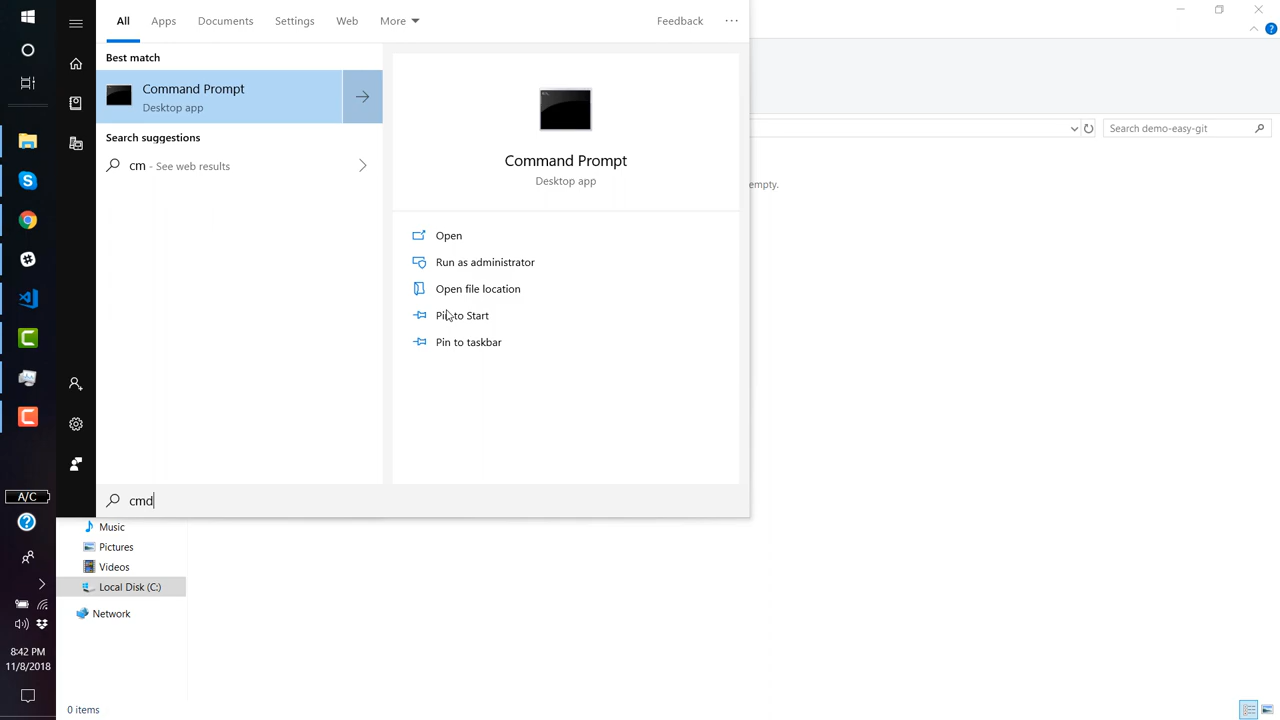 All Apps Documents Settings Web More Feedback ...
Best match
Command Prompt
Desktop app
Search suggestions
cm - See web results
Command Prompt
Desktop app
Open
Run as administrator
Open file location
Pin to Start
Pin to taskbar
cmd
Search demo-easy-git
empty.
Music
Pictures
Videos
Local Disk (C:)
Network
0 items
A/C
8:42 PM
11/8/2018